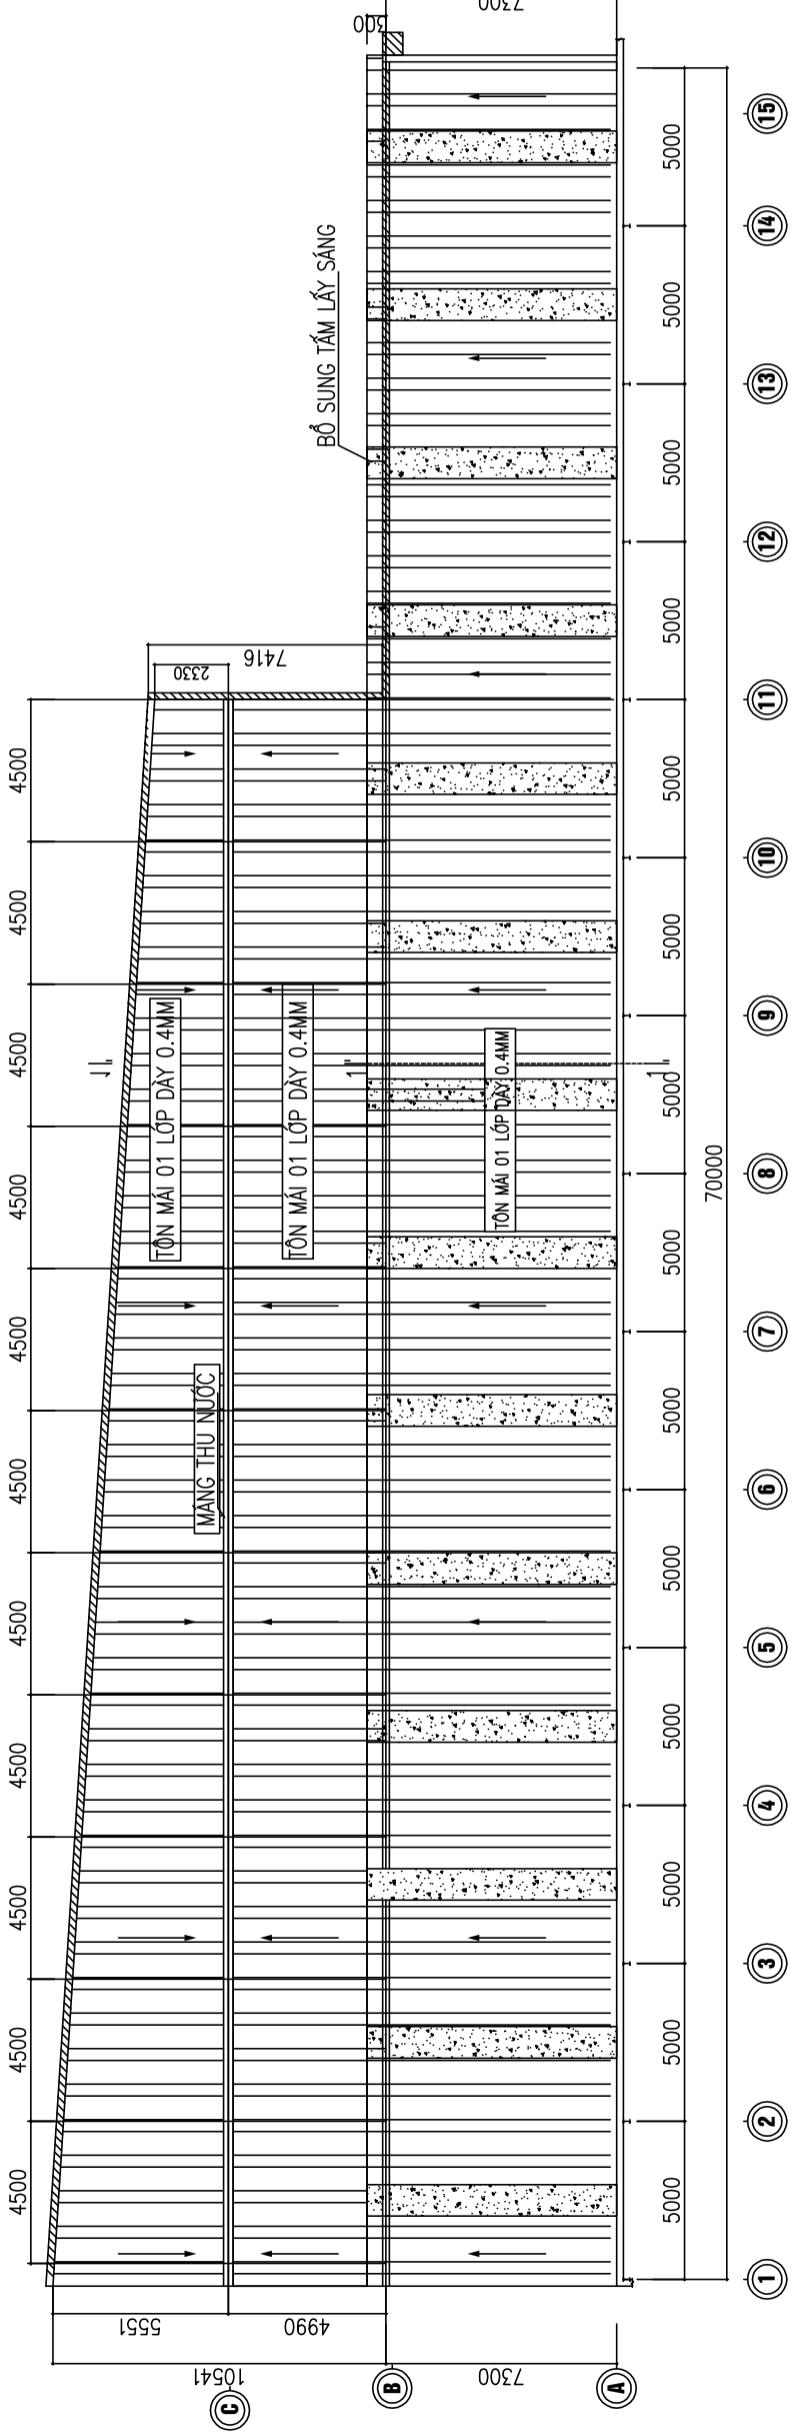 4500 4500 4500 4500 4500 4500 4500 4500 4500 4500 4500
5551
4990
10541
7300
C
B
A
1
TÔN MÁI 01 LỚP DÀY 0.4MM
MÁNG THU NƯỚC
TÔN MÁI 01 LỚP DÀY 0.4MM
2330
7416
BỔ SUNG TẤM LẤY SÁNG
300
7300
1
TÔN MÁI 01 LỚP DÀY 0.4MM
1
5000 5000 5000 5000 5000 5000 5000 5000 5000 5000 5000 5000 5000 5000
70000
1 2 3 4 5 6 7 8 9 10 11 12 13 14 15